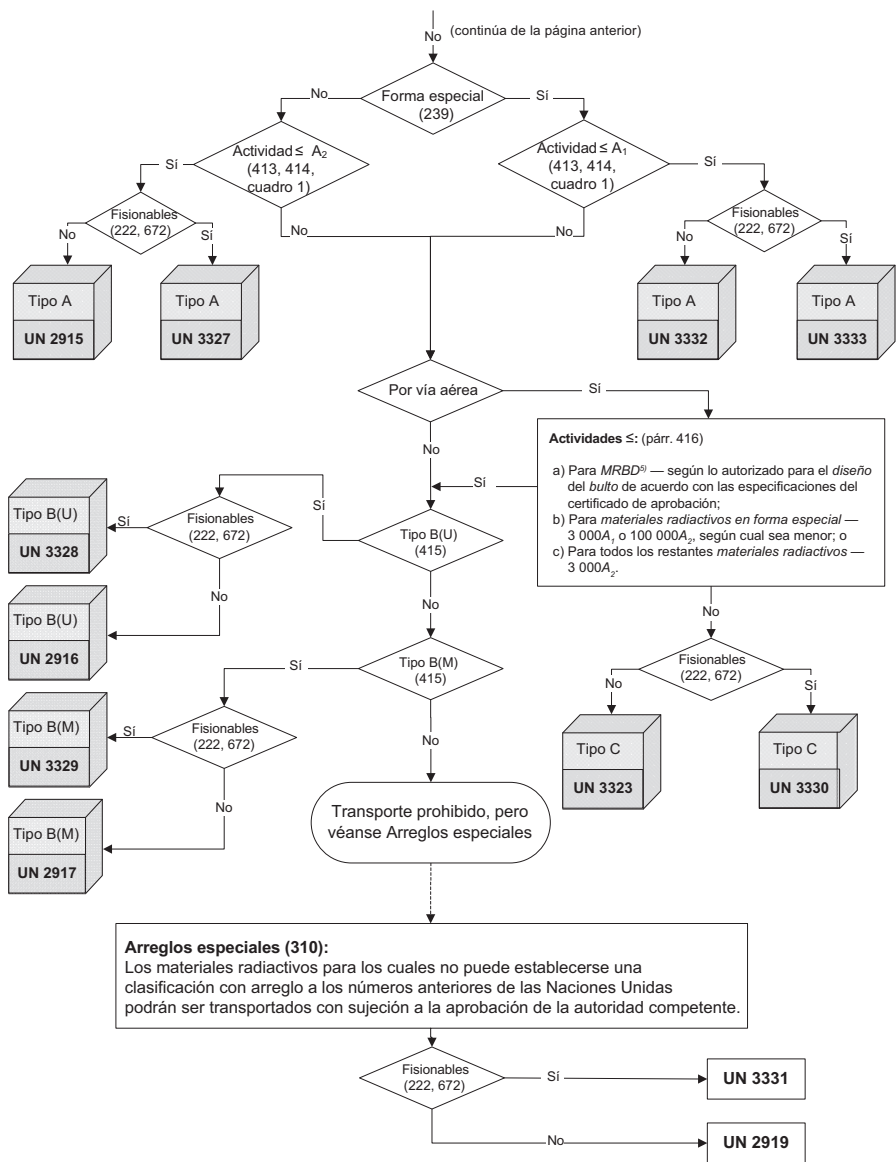 No
(continúa de la página anterior)
Forma especial
(239)
No
Sí
Actividad ≤ A₂
(413, 414,
cuadro 1)
Actividad ≤ A₁
(413, 414,
cuadro 1)
Sí
Sí
Fisionables
(222, 672)
Fisionables
(222, 672)
No
Sí
No
No
No
Sí
Tipo A
UN 2915
Tipo A
UN 3327
Tipo A
UN 3332
Tipo A
UN 3333
Por vía aérea
Sí
No
Actividades ≤: (párr. 416)
a) Para MRBD⁵⁾ — según lo autorizado para el diseño
del bulto de acuerdo con las especificaciones del
certificado de aprobación;
b) Para materiales radiactivos en forma especial —
3 000A₁ o 100 000A₂, según cual sea menor; o
c) Para todos los restantes materiales radiactivos —
3 000A₂.
Sí
Sí
Tipo B(U)
UN 3328
Sí
Fisionables
(222, 672)
Tipo B(U)
(415)
No
No
No
Tipo B(U)
UN 2916
Sí
Tipo B(M)
(415)
Fisionables
(222, 672)
No
Sí
Tipo B(M)
UN 3329
Sí
Fisionables
(222, 672)
No
Tipo C
UN 3323
Tipo C
UN 3330
No
Tipo B(M)
UN 2917
Transporte prohibido, pero
véanse Arreglos especiales
Arreglos especiales (310):
Los materiales radiactivos para los cuales no puede establecerse una
clasificación con arreglo a los números anteriores de las Naciones Unidas
podrán ser transportados con sujeción a la aprobación de la autoridad competente.
Fisionables
(222, 672)
Sí
UN 3331
No
UN 2919